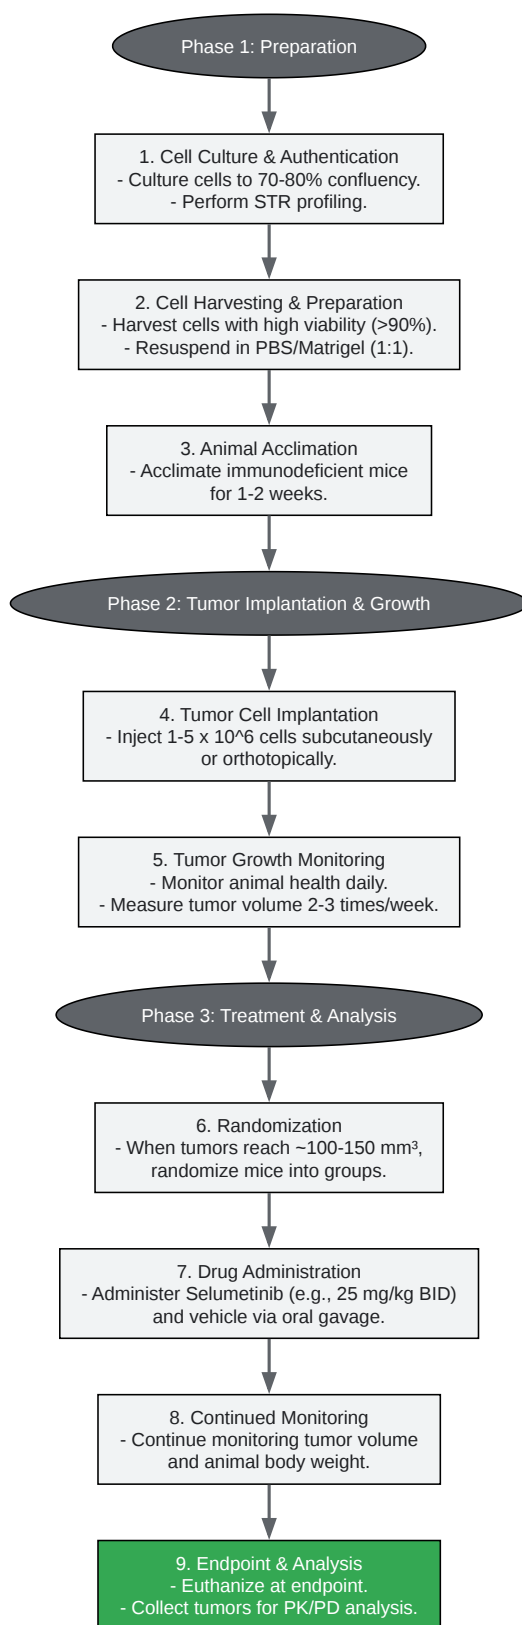 Phase 1: Preparation
1. Cell Culture & Authentication
- Culture cells to 70-80% confluency.
- Perform STR profiling.
2. Cell Harvesting & Preparation
- Harvest cells with high viability (>90%).
- Resuspend in PBS/Matrigel (1:1).
3. Animal Acclimation
- Acclimate immunodeficient mice
for 1-2 weeks.
Phase 2: Tumor Implantation & Growth
4. Tumor Cell Implantation
- Inject 1-5 x 10^6 cells subcutaneously
or orthotopically.
5. Tumor Growth Monitoring
- Monitor animal health daily.
- Measure tumor volume 2-3 times/week.
Phase 3: Treatment & Analysis
6. Randomization
- When tumors reach ~100-150 mm³,
randomize mice into groups.
7. Drug Administration
- Administer Selumetinib (e.g., 25 mg/kg BID)
and vehicle via oral gavage.
8. Continued Monitoring
- Continue monitoring tumor volume
and animal body weight.
9. Endpoint & Analysis
- Euthanize at endpoint.
- Collect tumors for PK/PD analysis.